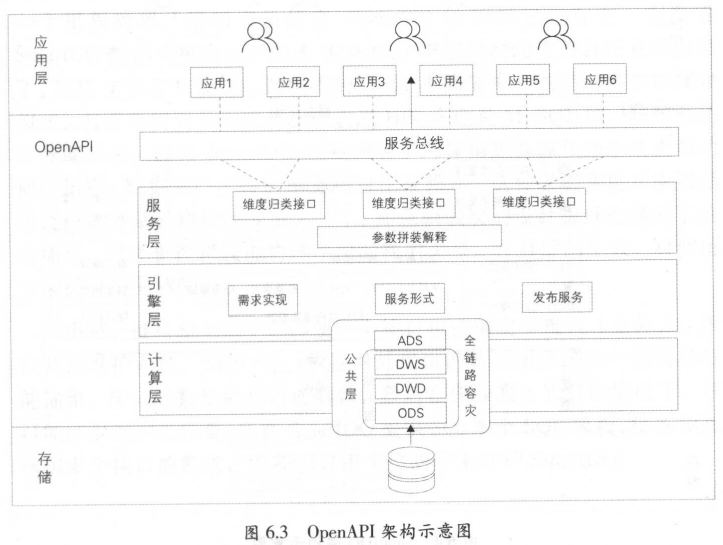 应用层
应用1
应用2
应用3
应用4
应用5
应用6
OpenAPI
服务总线
服务层
维度归类接口
维度归类接口
维度归类接口
参数拼装解释
引擎层
需求实现
服务形式
发布服务
计算层
公共层
ADS
DWS
DWD
ODS
全链路容灾
存储
图 6.3 OpenAPI 架构示意图